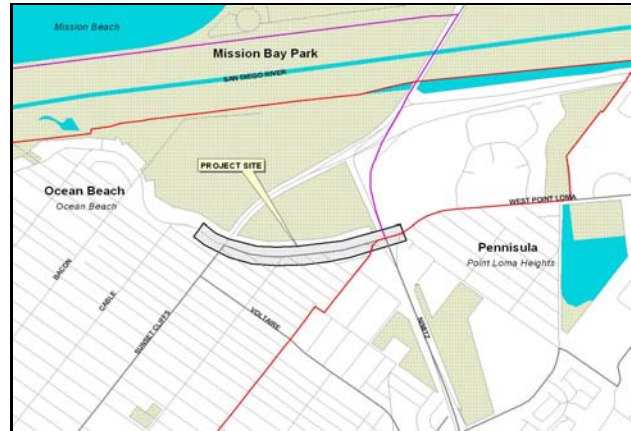 Mission Beach
Mission Bay Park
SAN DIEGO RIVER
PROJECT SITE
Ocean Beach
Ocean Beach
WEST POINT LOMA
Pennisula
Point Loma Heights
BACON
CABLE
SUNSET CLIFFS
VOLTAIRE
NIMITZ